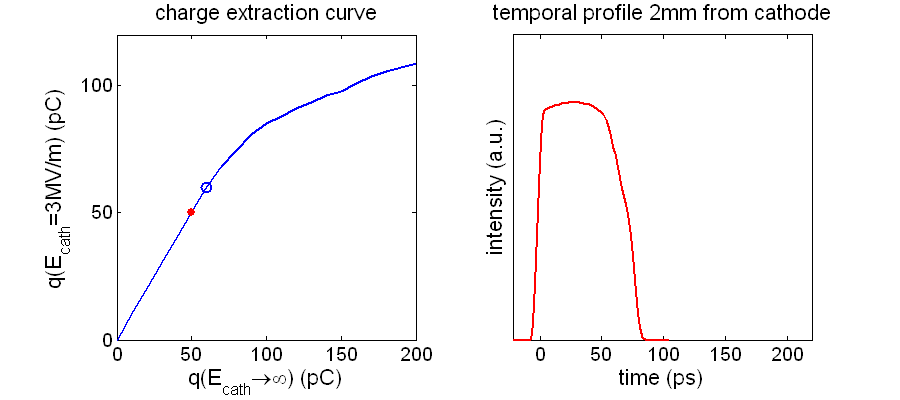 charge extraction curve
q(E_cath=3MV/m) (pC)
100
50
0
0 50 100 150 200
q(E_cath→∞) (pC)
temporal profile 2mm from cathode
intensity (a.u.)
0 50 100 150 200
time (ps)